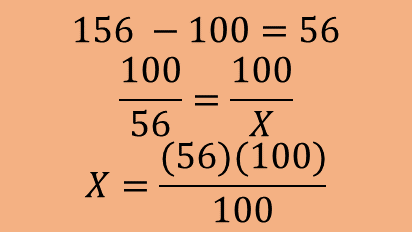 156 − 100 = 56
100/56 = 100/X
X = (56)(100)/100